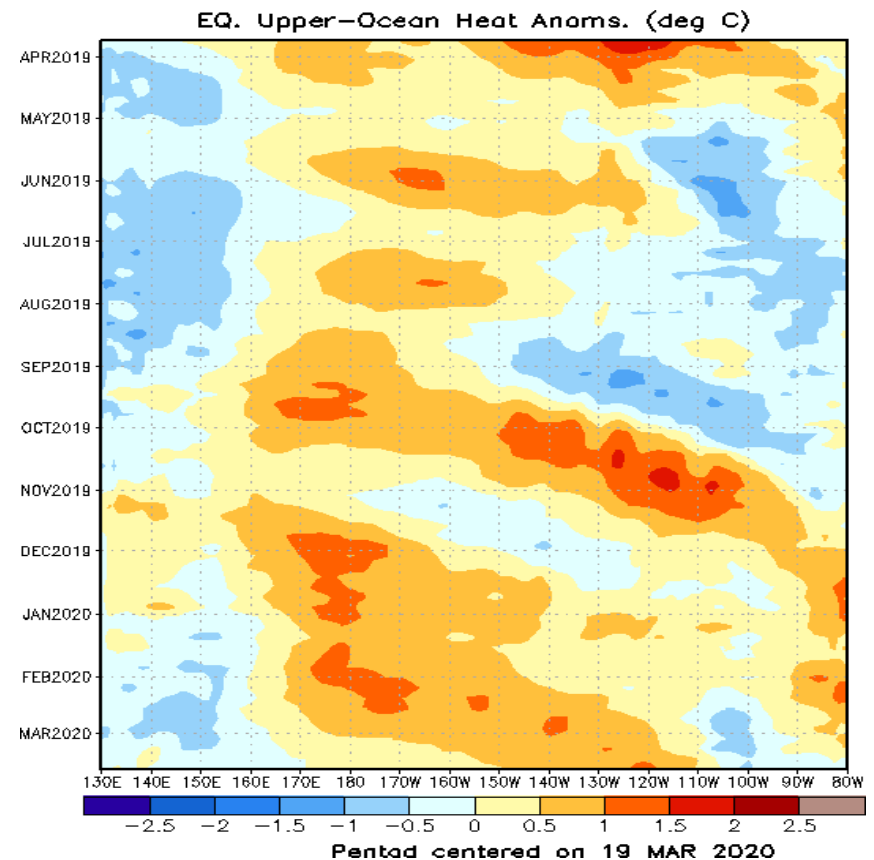 EQ. Upper-Ocean Heat Anoms. (deg C)
APR2019
MAY2019
JUN2019
JUL2019
AUG2019
SEP2019
OCT2019
NOV2019
DEC2019
JAN2020
FEB2020
MAR2020
130E 140E 150E 160E 170E 180 170W 160W 150W 140W 130W 120W 110W 100W 90W 80W
-2.5 -2 -1.5 -1 -0.5 0 0.5 1 1.5 2 2.5
Pentad centered on 19 MAR 2020